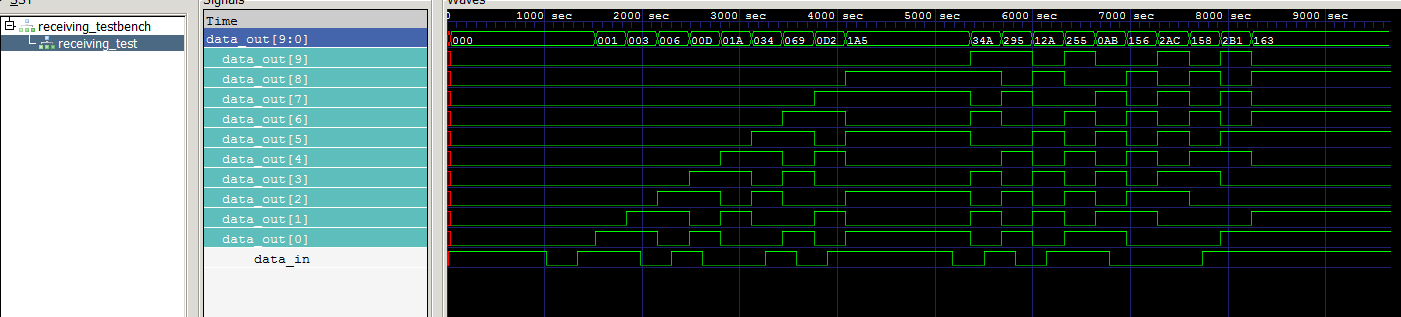 Signals
Waves
receiving_testbench
receiving_test
Time
data_out[9:0]
data_out[9]
data_out[8]
data_out[7]
data_out[6]
data_out[5]
data_out[4]
data_out[3]
data_out[2]
data_out[1]
data_out[0]
data_in
0 1000 sec 2000 sec 3000 sec 4000 sec 5000 sec 6000 sec 7000 sec 8000 sec 9000 sec
000 001 003 006 00D 01A 034 069 0D2 1A5 34A 295 12A 255 0AB 156 2AC 158 2B1 163